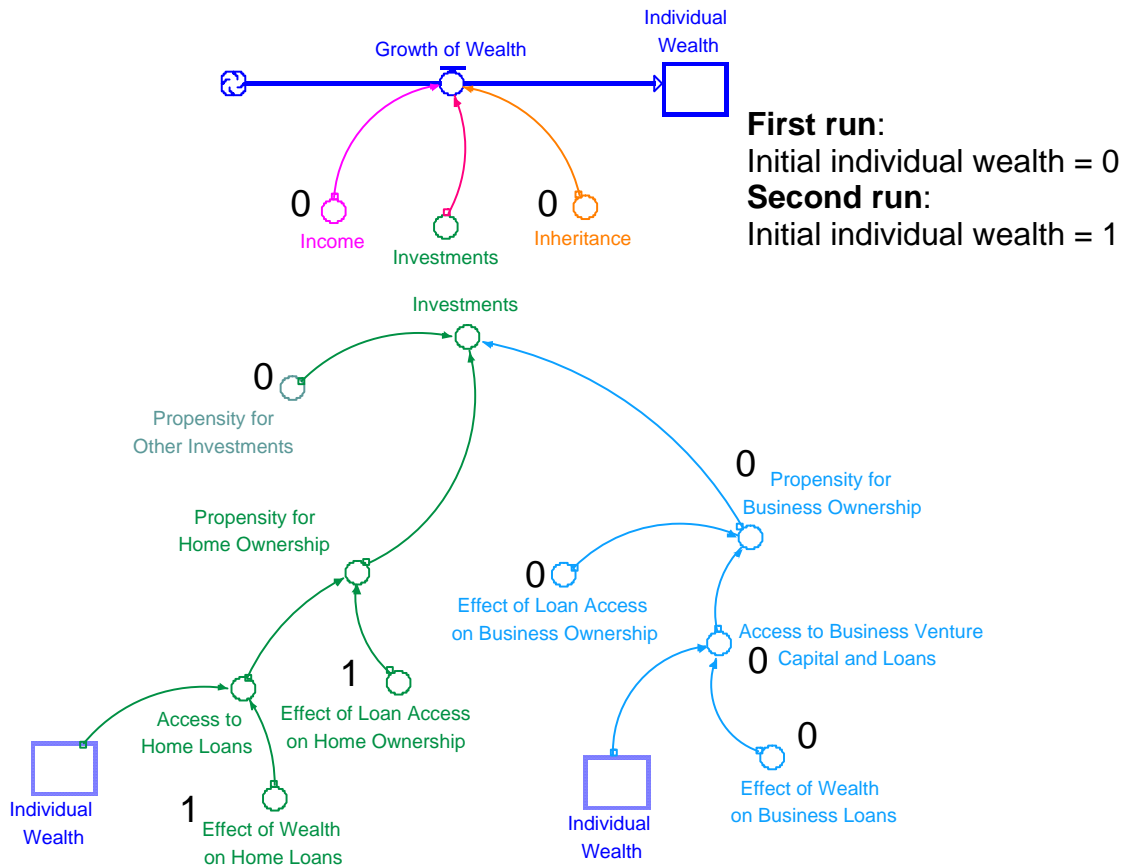 Individual
Wealth
Growth of Wealth
First run:
Initial individual wealth = 0
Second run:
Initial individual wealth = 1
0
Income
Investments
0
Inheritance
Investments
0
Propensity for
Other Investments
0
Propensity for
Business Ownership
Propensity for
Home Ownership
0
Effect of Loan Access
on Business Ownership
Access to Business Venture
Capital and Loans
0
1
Effect of Loan Access
on Home Ownership
Access to
Home Loans
Individual
Wealth
1
Effect of Wealth
on Home Loans
Individual
Wealth
0
Effect of Wealth
on Business Loans